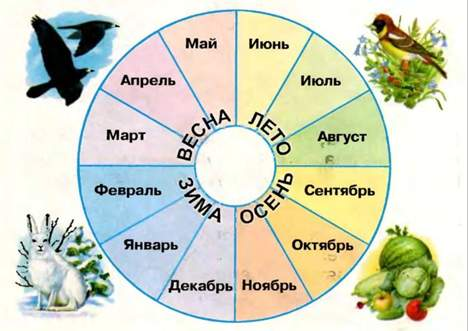 Май
Июнь
Апрель
Июль
Март
Август
ВЕСНА
ЛЕТО
ЗИМА
ОСЕНЬ
Февраль
Сентябрь
Январь
Октябрь
Декабрь
Ноябрь